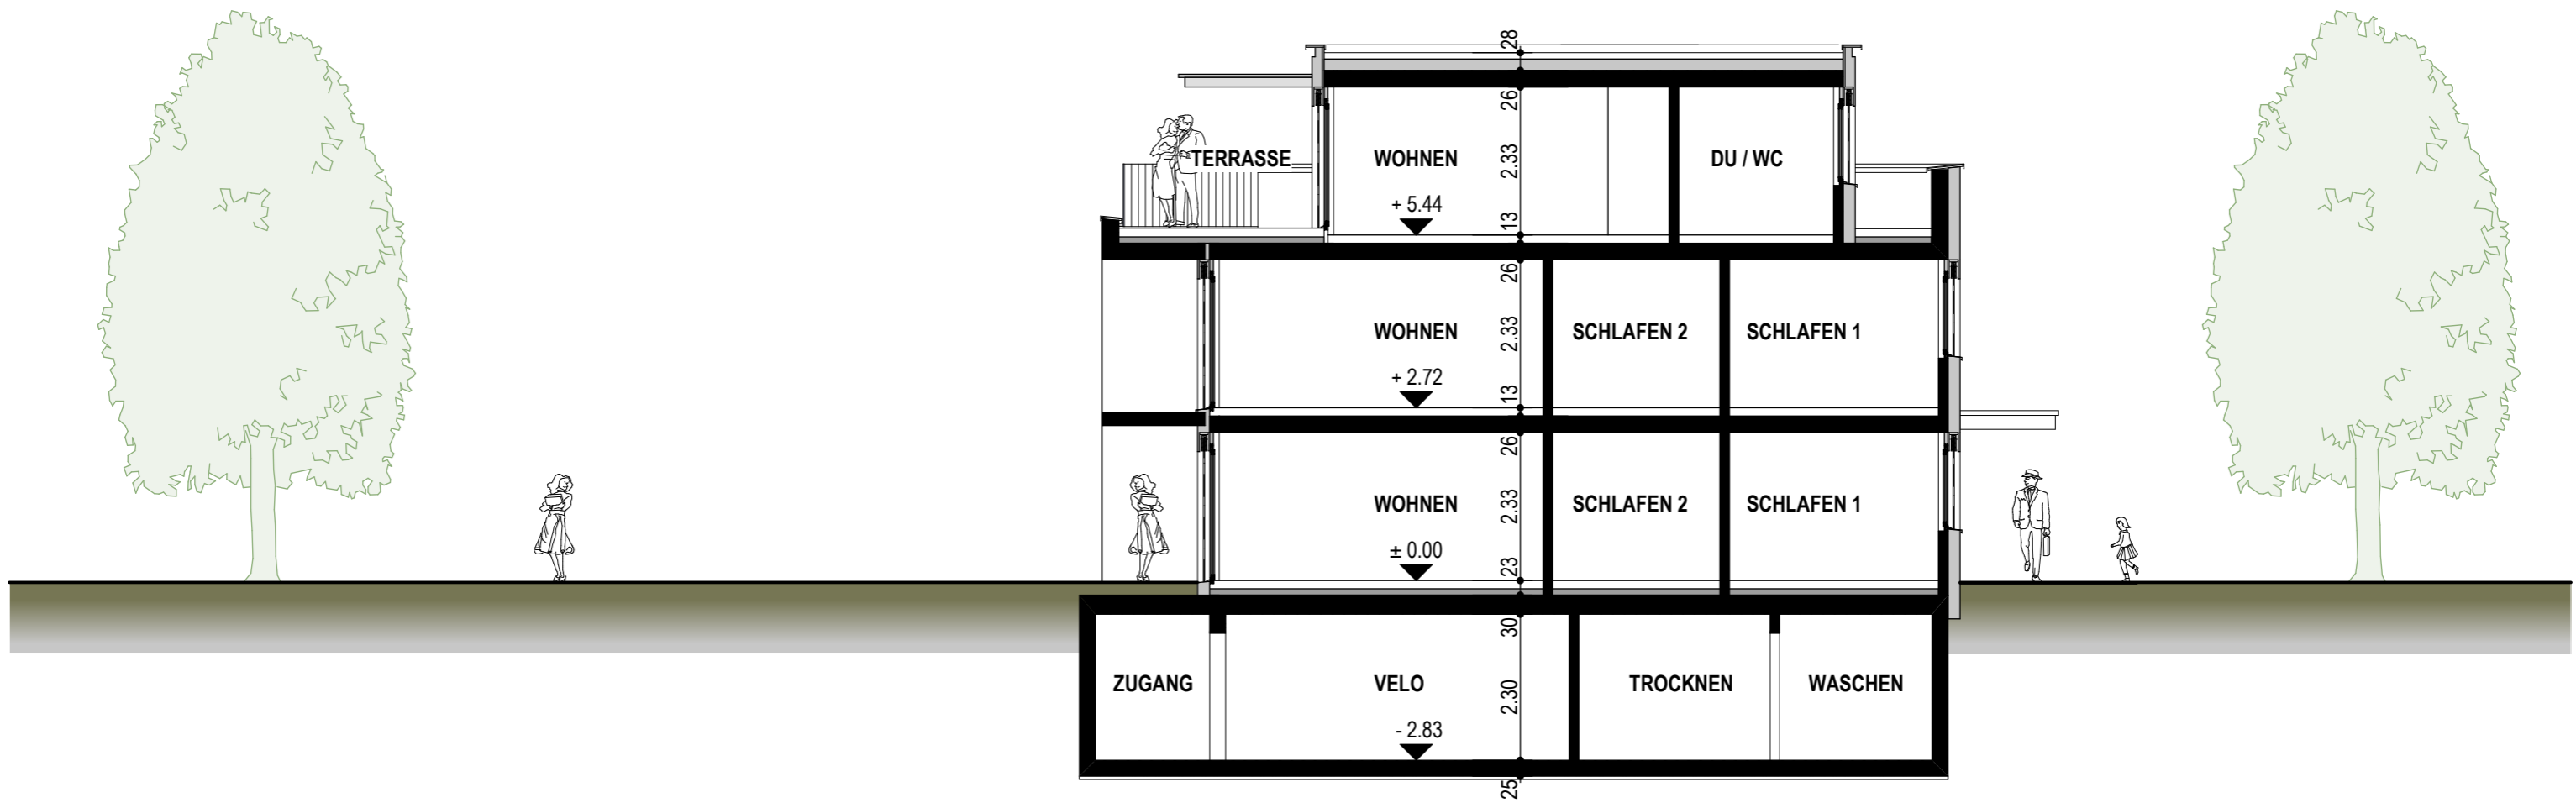 28
26
TERRASSE
WOHNEN
2.33
DU / WC
+ 5.44
13
26
WOHNEN
2.33
SCHLAFEN 2
SCHLAFEN 1
+ 2.72
13
26
WOHNEN
2.33
SCHLAFEN 2
SCHLAFEN 1
± 0.00
23
30
ZUGANG
VELO
2.30
TROCKNEN
WASCHEN
- 2.83
25